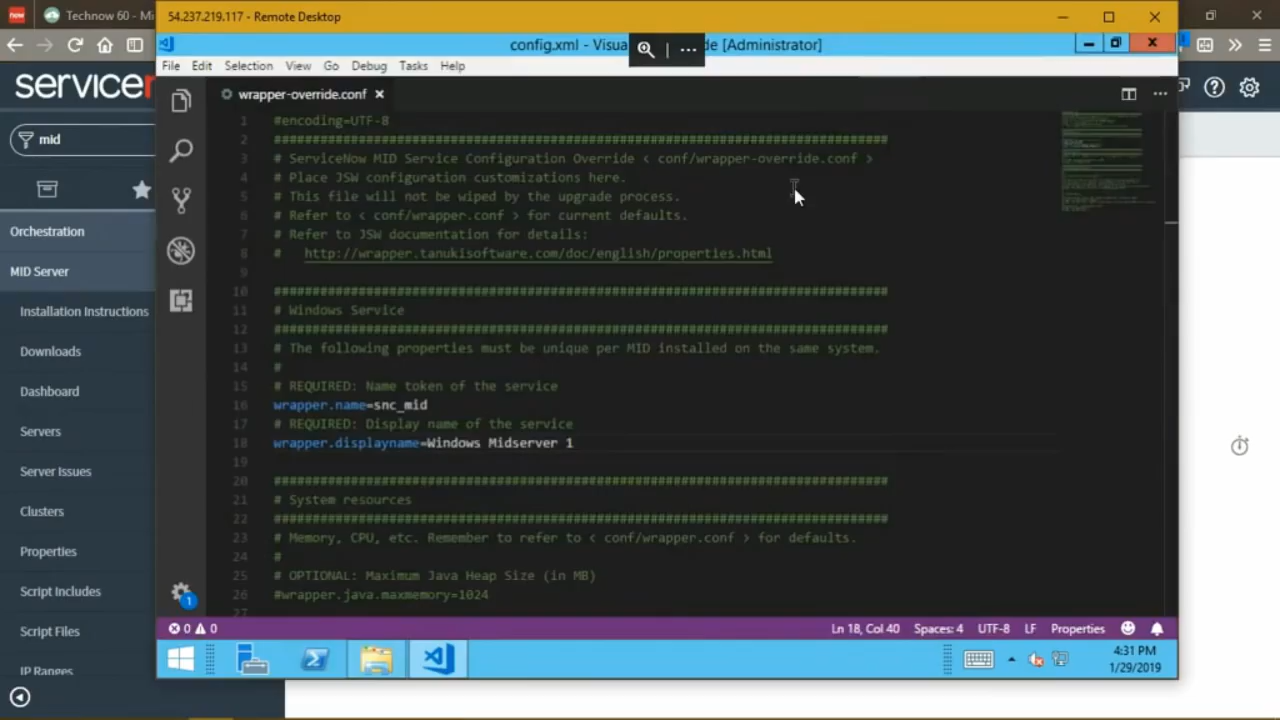 now
Technow 60 - Mi
54.237.219.117 - Remote Desktop
config.xml - Visua
de [Administrator]
File Edit Selection View Go Debug Tasks Help
service
mid
Orchestration
MID Server
Installation Instructions
Downloads
Dashboard
Servers
Server Issues
Clusters
Properties
Script Includes
Script Files
IP Ranges
wrapper-override.conf
1 #encoding=UTF-8
2 ################################################################################
3 # ServiceNow MID Service Configuration Override < conf/wrapper-override.conf >
4 # Place JSW configuration customizations here.
5 # This file will not be wiped by the upgrade process.
6 # Refer to < conf/wrapper.conf > for current defaults.
7 # Refer to JSW documentation for details:
8 #   http://wrapper.tanukisoftware.com/doc/english/properties.html
9
10 ################################################################################
11 # Windows Service
12 ################################################################################
13 # The following properties must be unique per MID installed on the same system.
14 #
15 # REQUIRED: Name token of the service
16 wrapper.name=snc_mid
17 # REQUIRED: Display name of the service
18 wrapper.displayname=Windows Midserver 1
19
20 ################################################################################
21 # System resources
22 ################################################################################
23 # Memory, CPU, etc. Remember to refer to < conf/wrapper.conf > for defaults.
24 #
25 # OPTIONAL: Maximum Java Heap Size (in MB)
26 #wrapper.java.maxmemory=1024
27
1
0 0
Ln 18, Col 40 Spaces: 4 UTF-8 LF Properties
4:31 PM
1/29/2019